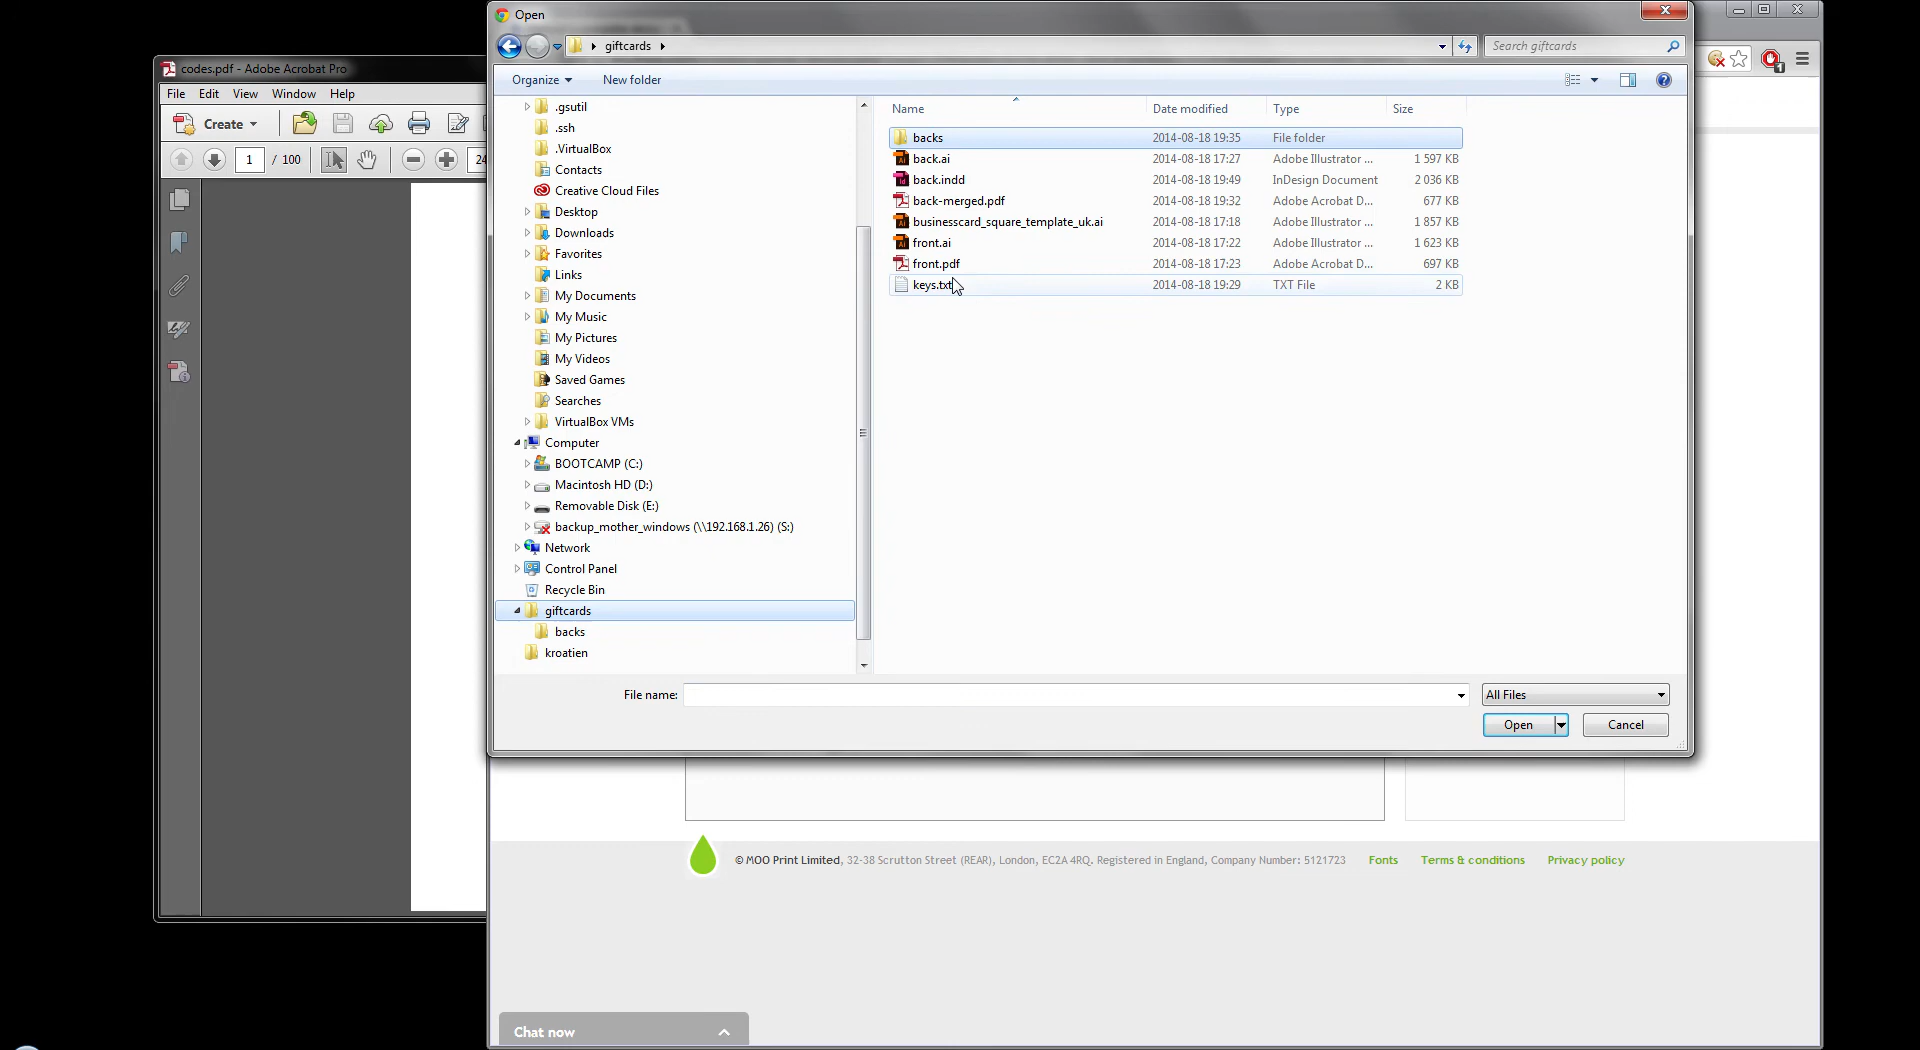 Open
giftcards
Search giftcards
codes.pdf - Adobe Acrobat Pro
File Edit View Window Help
Create
1 / 100
24
Organize New folder
Name Date modified Type Size
backs 2014-08-18 19:35 File folder
back.ai 2014-08-18 17:27 Adobe Illustrator ... 1 597 KB
back.indd 2014-08-18 19:49 InDesign Document 2 036 KB
back-merged.pdf 2014-08-18 19:32 Adobe Acrobat D... 677 KB
businesscard_square_template_uk.ai 2014-08-18 17:18 Adobe Illustrator ... 1 857 KB
front.ai 2014-08-18 17:22 Adobe Illustrator ... 1 623 KB
front.pdf 2014-08-18 17:23 Adobe Acrobat D... 697 KB
keys.txt 2014-08-18 19:29 TXT File 2 KB
.gsutil
.ssh
.VirtualBox
Contacts
Creative Cloud Files
Desktop
Downloads
Favorites
Links
My Documents
My Music
My Pictures
My Videos
Saved Games
Searches
VirtualBox VMs
Computer
BOOTCAMP (C:)
Macintosh HD (D:)
Removable Disk (E:)
backup_mother_windows (\\192.168.1.26) (S:)
Network
Control Panel
Recycle Bin
giftcards
backs
kroatien
File name:
All Files
Open Cancel
© MOO Print Limited, 32-38 Scrutton Street (REAR), London, EC2A 4RQ. Registered in England, Company Number: 5121723 Fonts Terms & conditions Privacy policy
Chat now